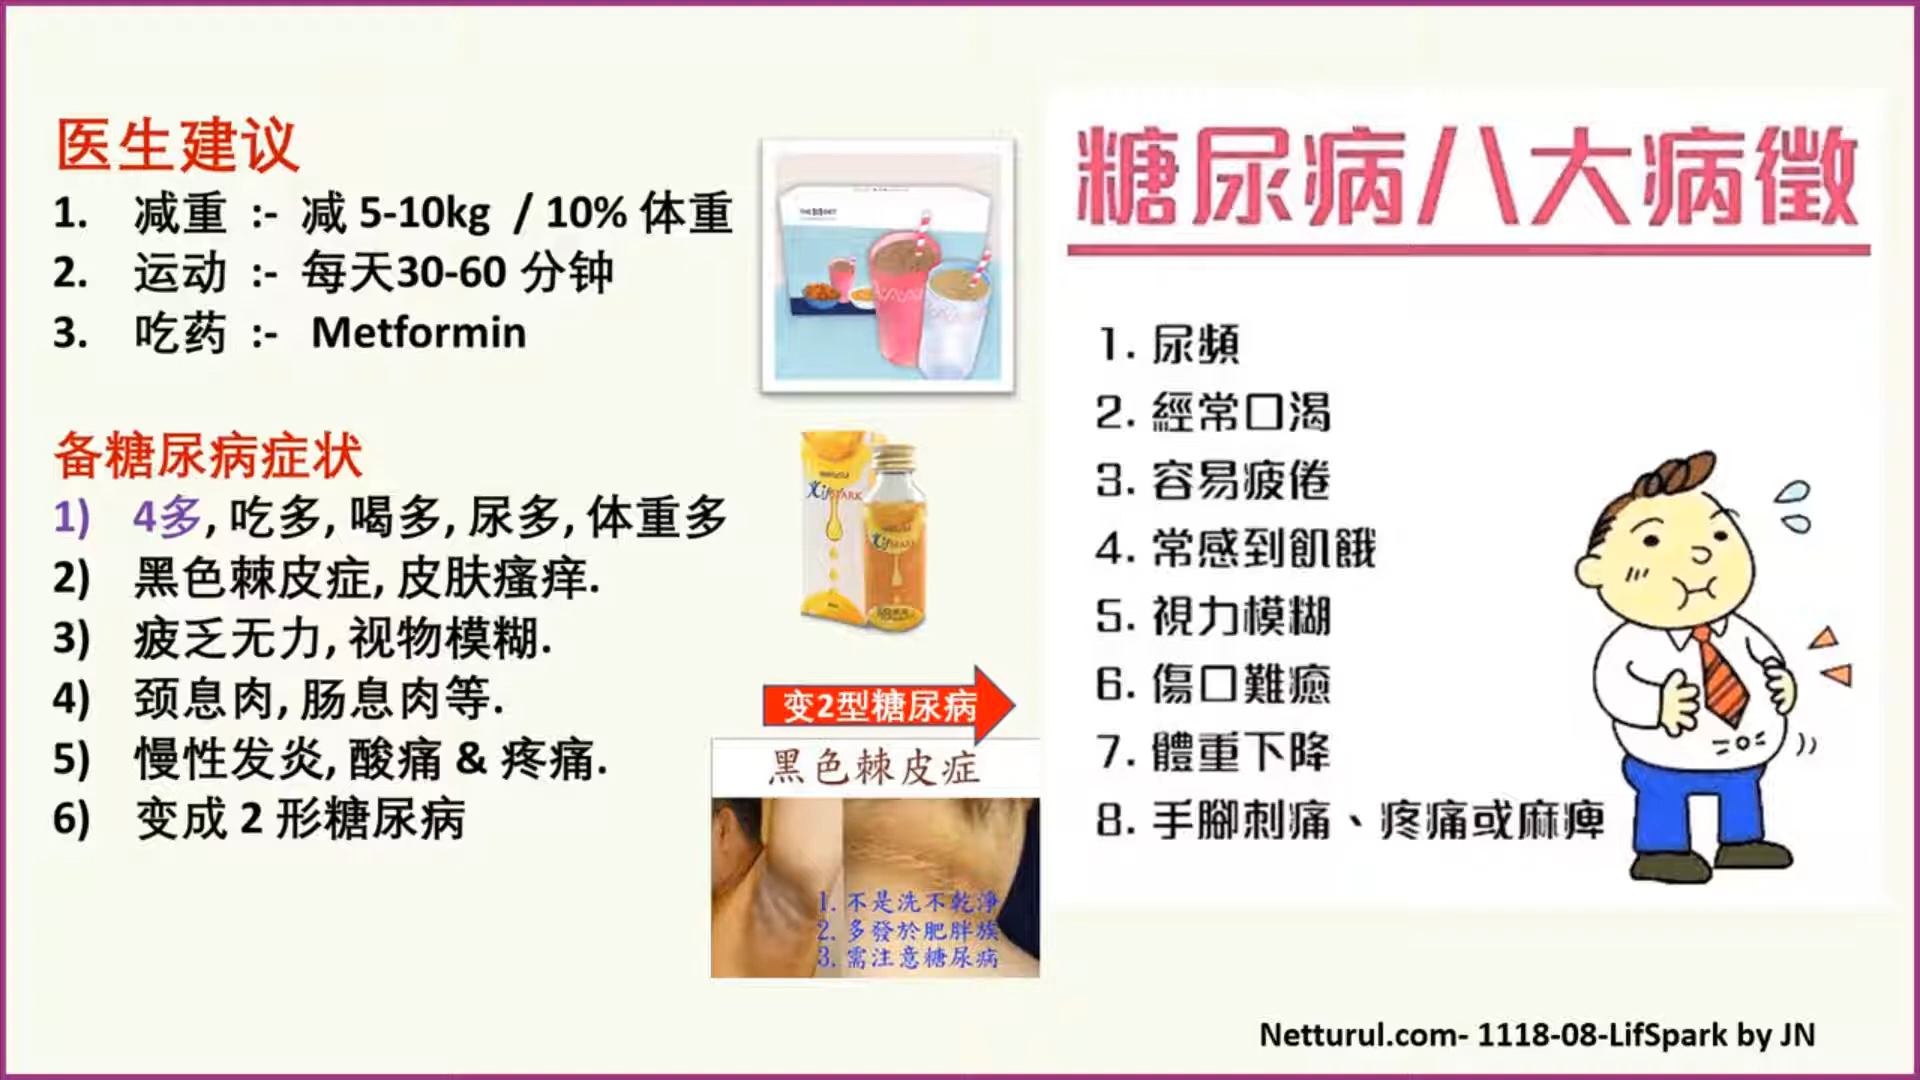 医生建议
1. 减重 :- 减 5-10kg / 10% 体重
2. 运动 :- 每天30-60 分钟
3. 吃药 :- Metformin
备糖尿病症状
1) 4多, 吃多, 喝多, 尿多, 体重多
2) 黑色棘皮症, 皮肤瘙痒.
3) 疲乏无力, 视物模糊.
4) 颈息肉, 肠息肉等.
5) 慢性发炎, 酸痛 & 疼痛.
6) 变成 2 形糖尿病
LifSPARK
变2型糖尿病
黑色棘皮症
1. 不是洗不乾淨
2. 多發於肥胖族
3. 需注意糖尿病
糖尿病八大病徵
1. 尿頻
2. 經常口渴
3. 容易疲倦
4. 常感到飢餓
5. 視力模糊
6. 傷口難癒
7. 體重下降
8. 手腳刺痛、疼痛或麻痺
Netturul.com- 1118-08-LifSpark by JN